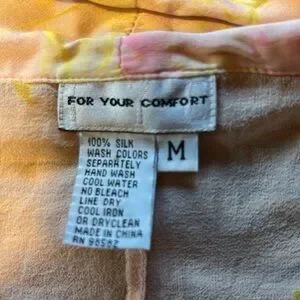 FOR YOUR COMFORT
M
100% SILK
WASH COLORS
SEPARATELY
HAND WASH
COOL WATER
NO BLEACH
LINE DRY
COOL IRON
OR DRYCLEAN
MADE IN CHINA
RN 98582